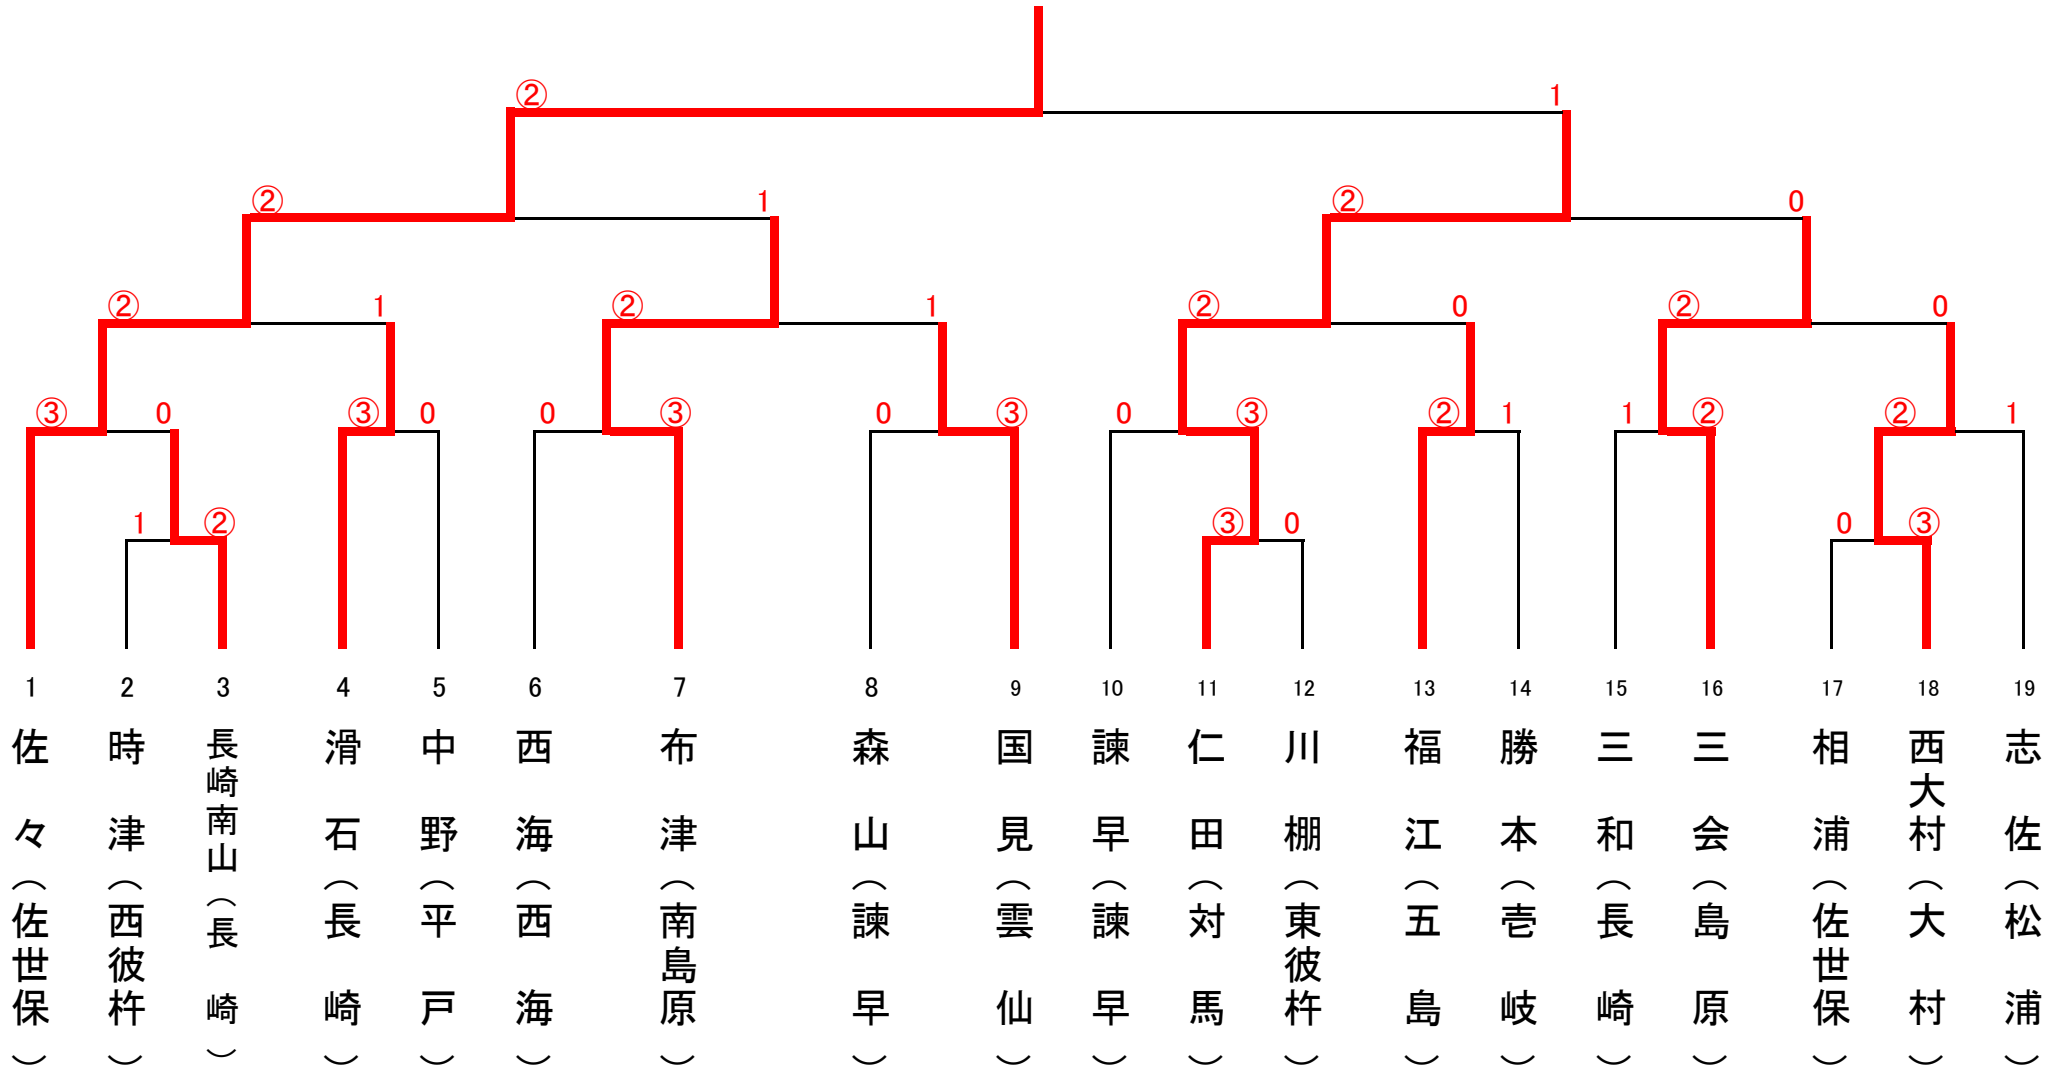 ② 1
② 1 ② 0
② 1 ② 1 ② 0 ② 0
③ 0 ③ 0 0 ③ 0 ③ 0 ③ ② 1 1 ② ② 1
1 ② ③ 0 0 ③
1 2 3 4 5 6 7 8 9 10 11 12 13 14 15 16 17 18 19
佐々（佐世保）
時津（西彼杵）
長崎南山（長崎）
滑石（長崎）
中野（平戸）
西海（西海）
布津（南島原）
森山（諫早）
国見（雲仙）
諫早（諫早）
仁田（対馬）
川棚（東彼杵）
福江（五島）
勝本（壱岐）
三和（長崎）
三会（島原）
相浦（佐世保）
西大村（大村）
志佐（松浦）